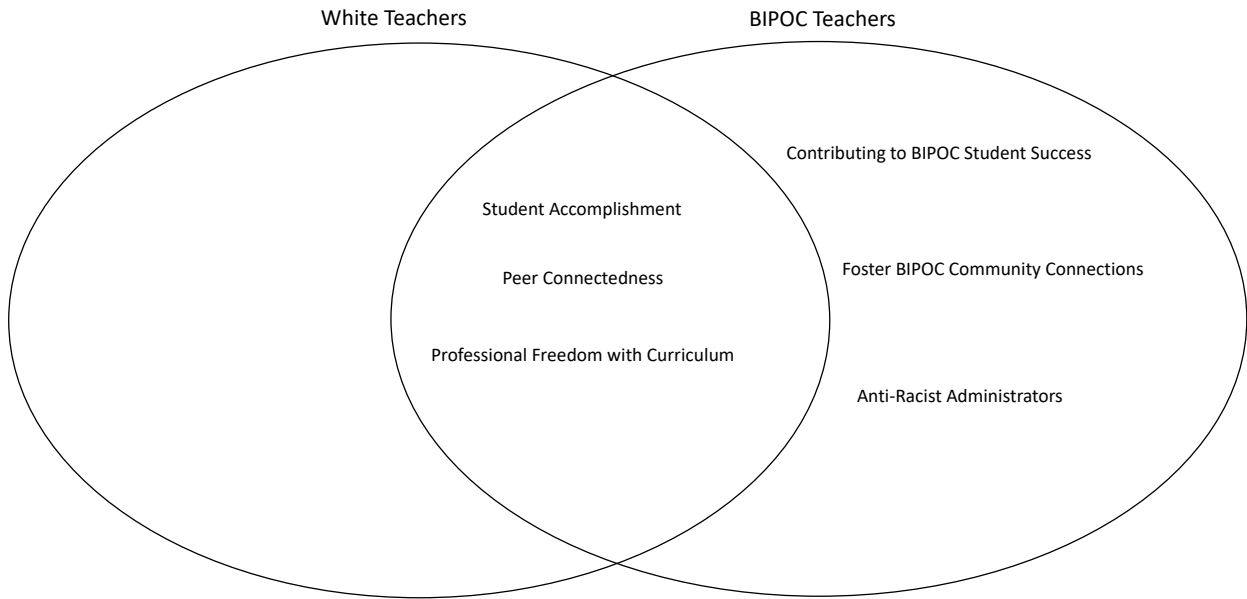 White Teachers
BIPOC Teachers
Contributing to BIPOC Student Success
Student Accomplishment
Foster BIPOC Community Connections
Peer Connectedness
Professional Freedom with Curriculum
Anti-Racist Administrators